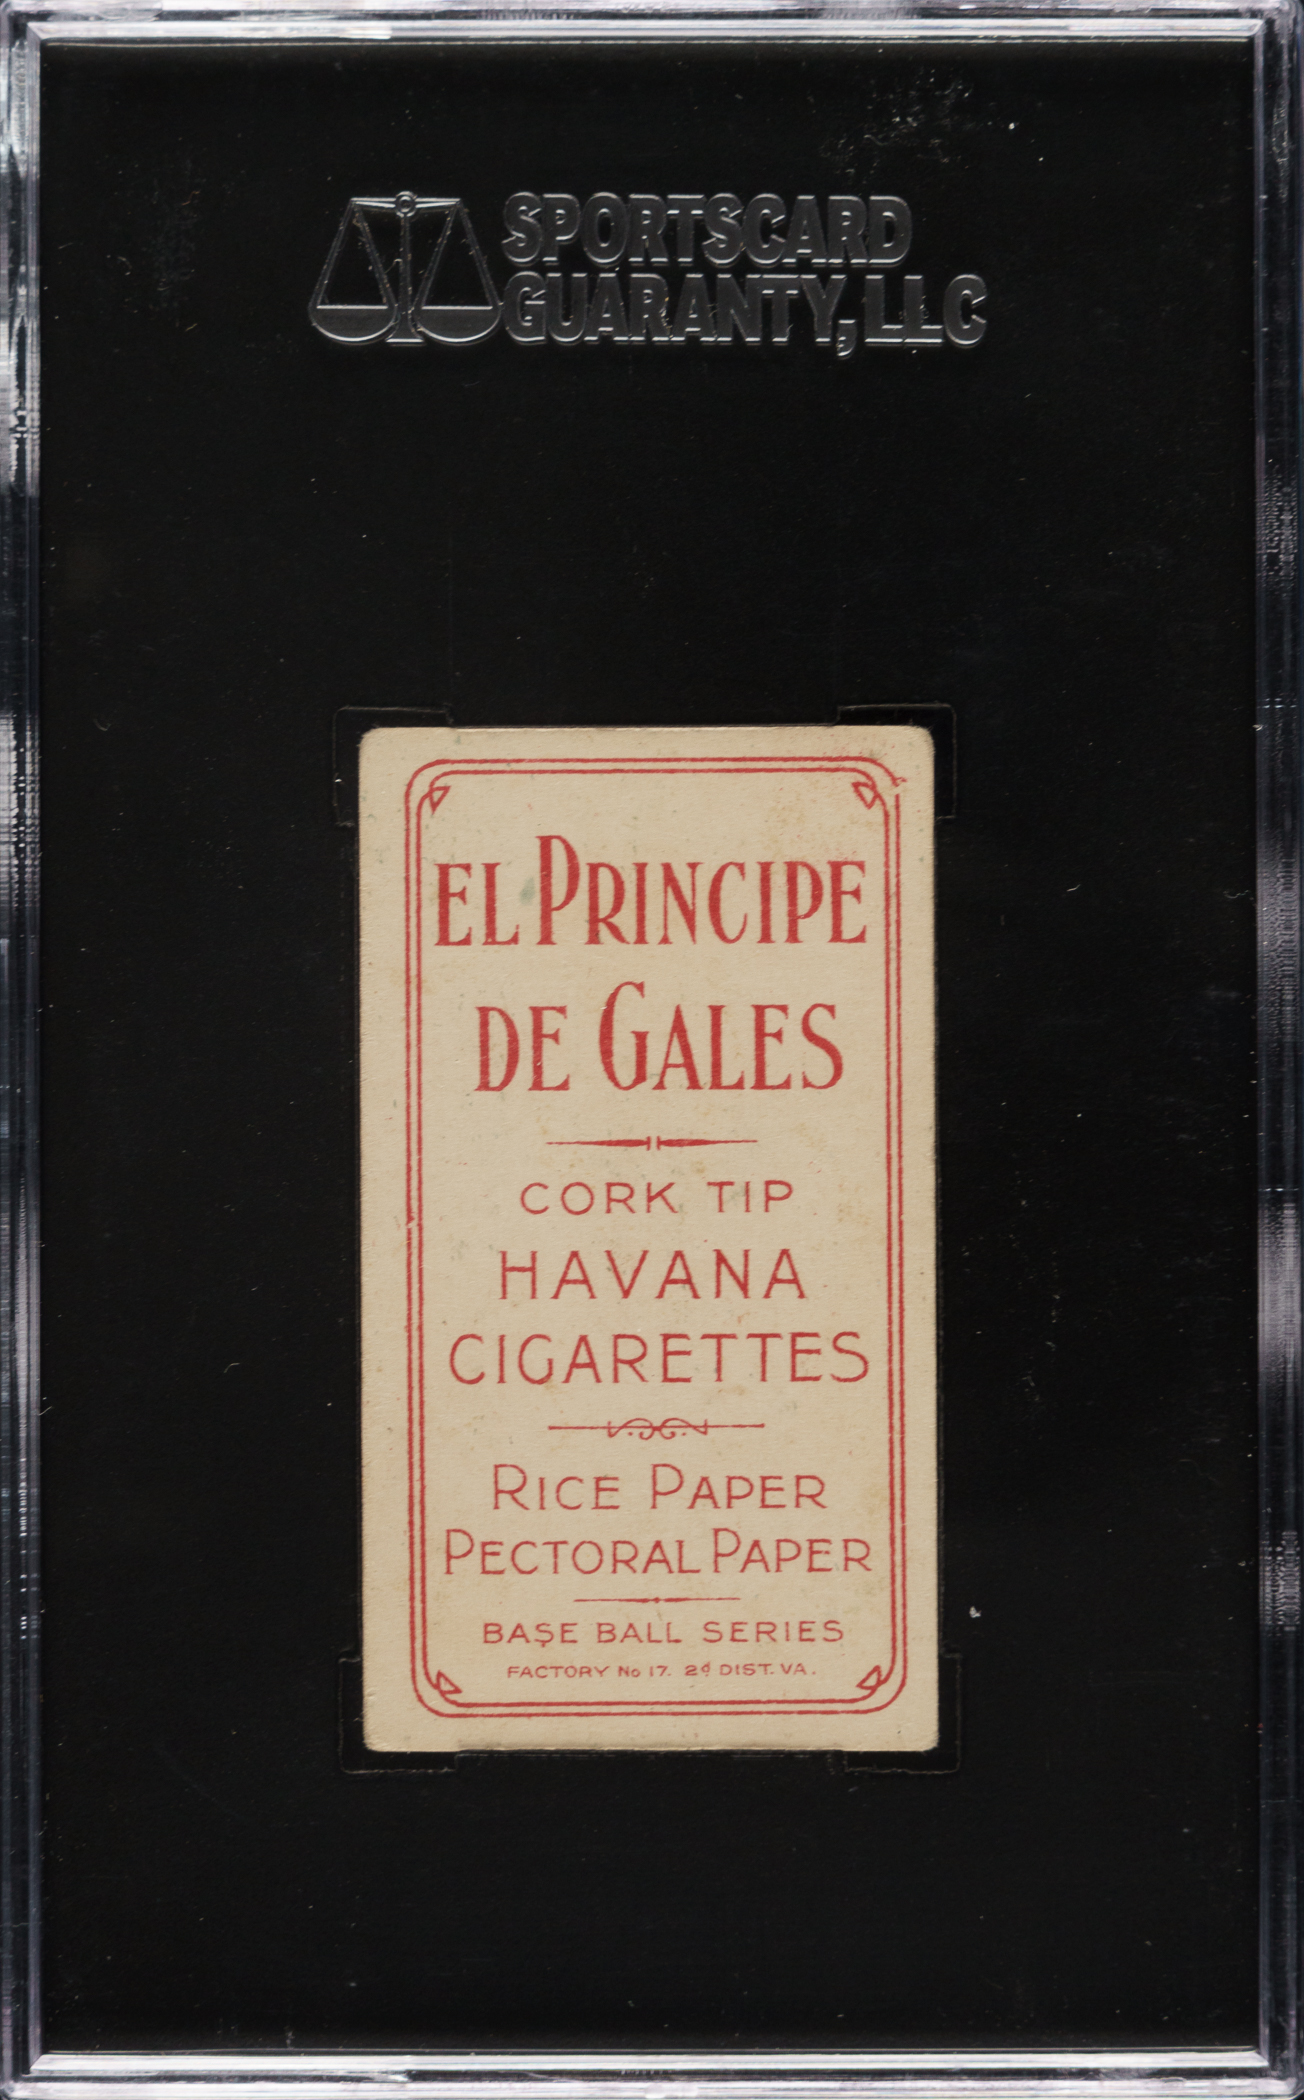 SPORTSCARD
GUARANTY, LLC
EL PRINCIPE
DE GALES
CORK TIP
HAVANA
CIGARETTES
RICE PAPER
PECTORAL PAPER
BASE BALL SERIES
FACTORY No 17. 2d DIST. VA.